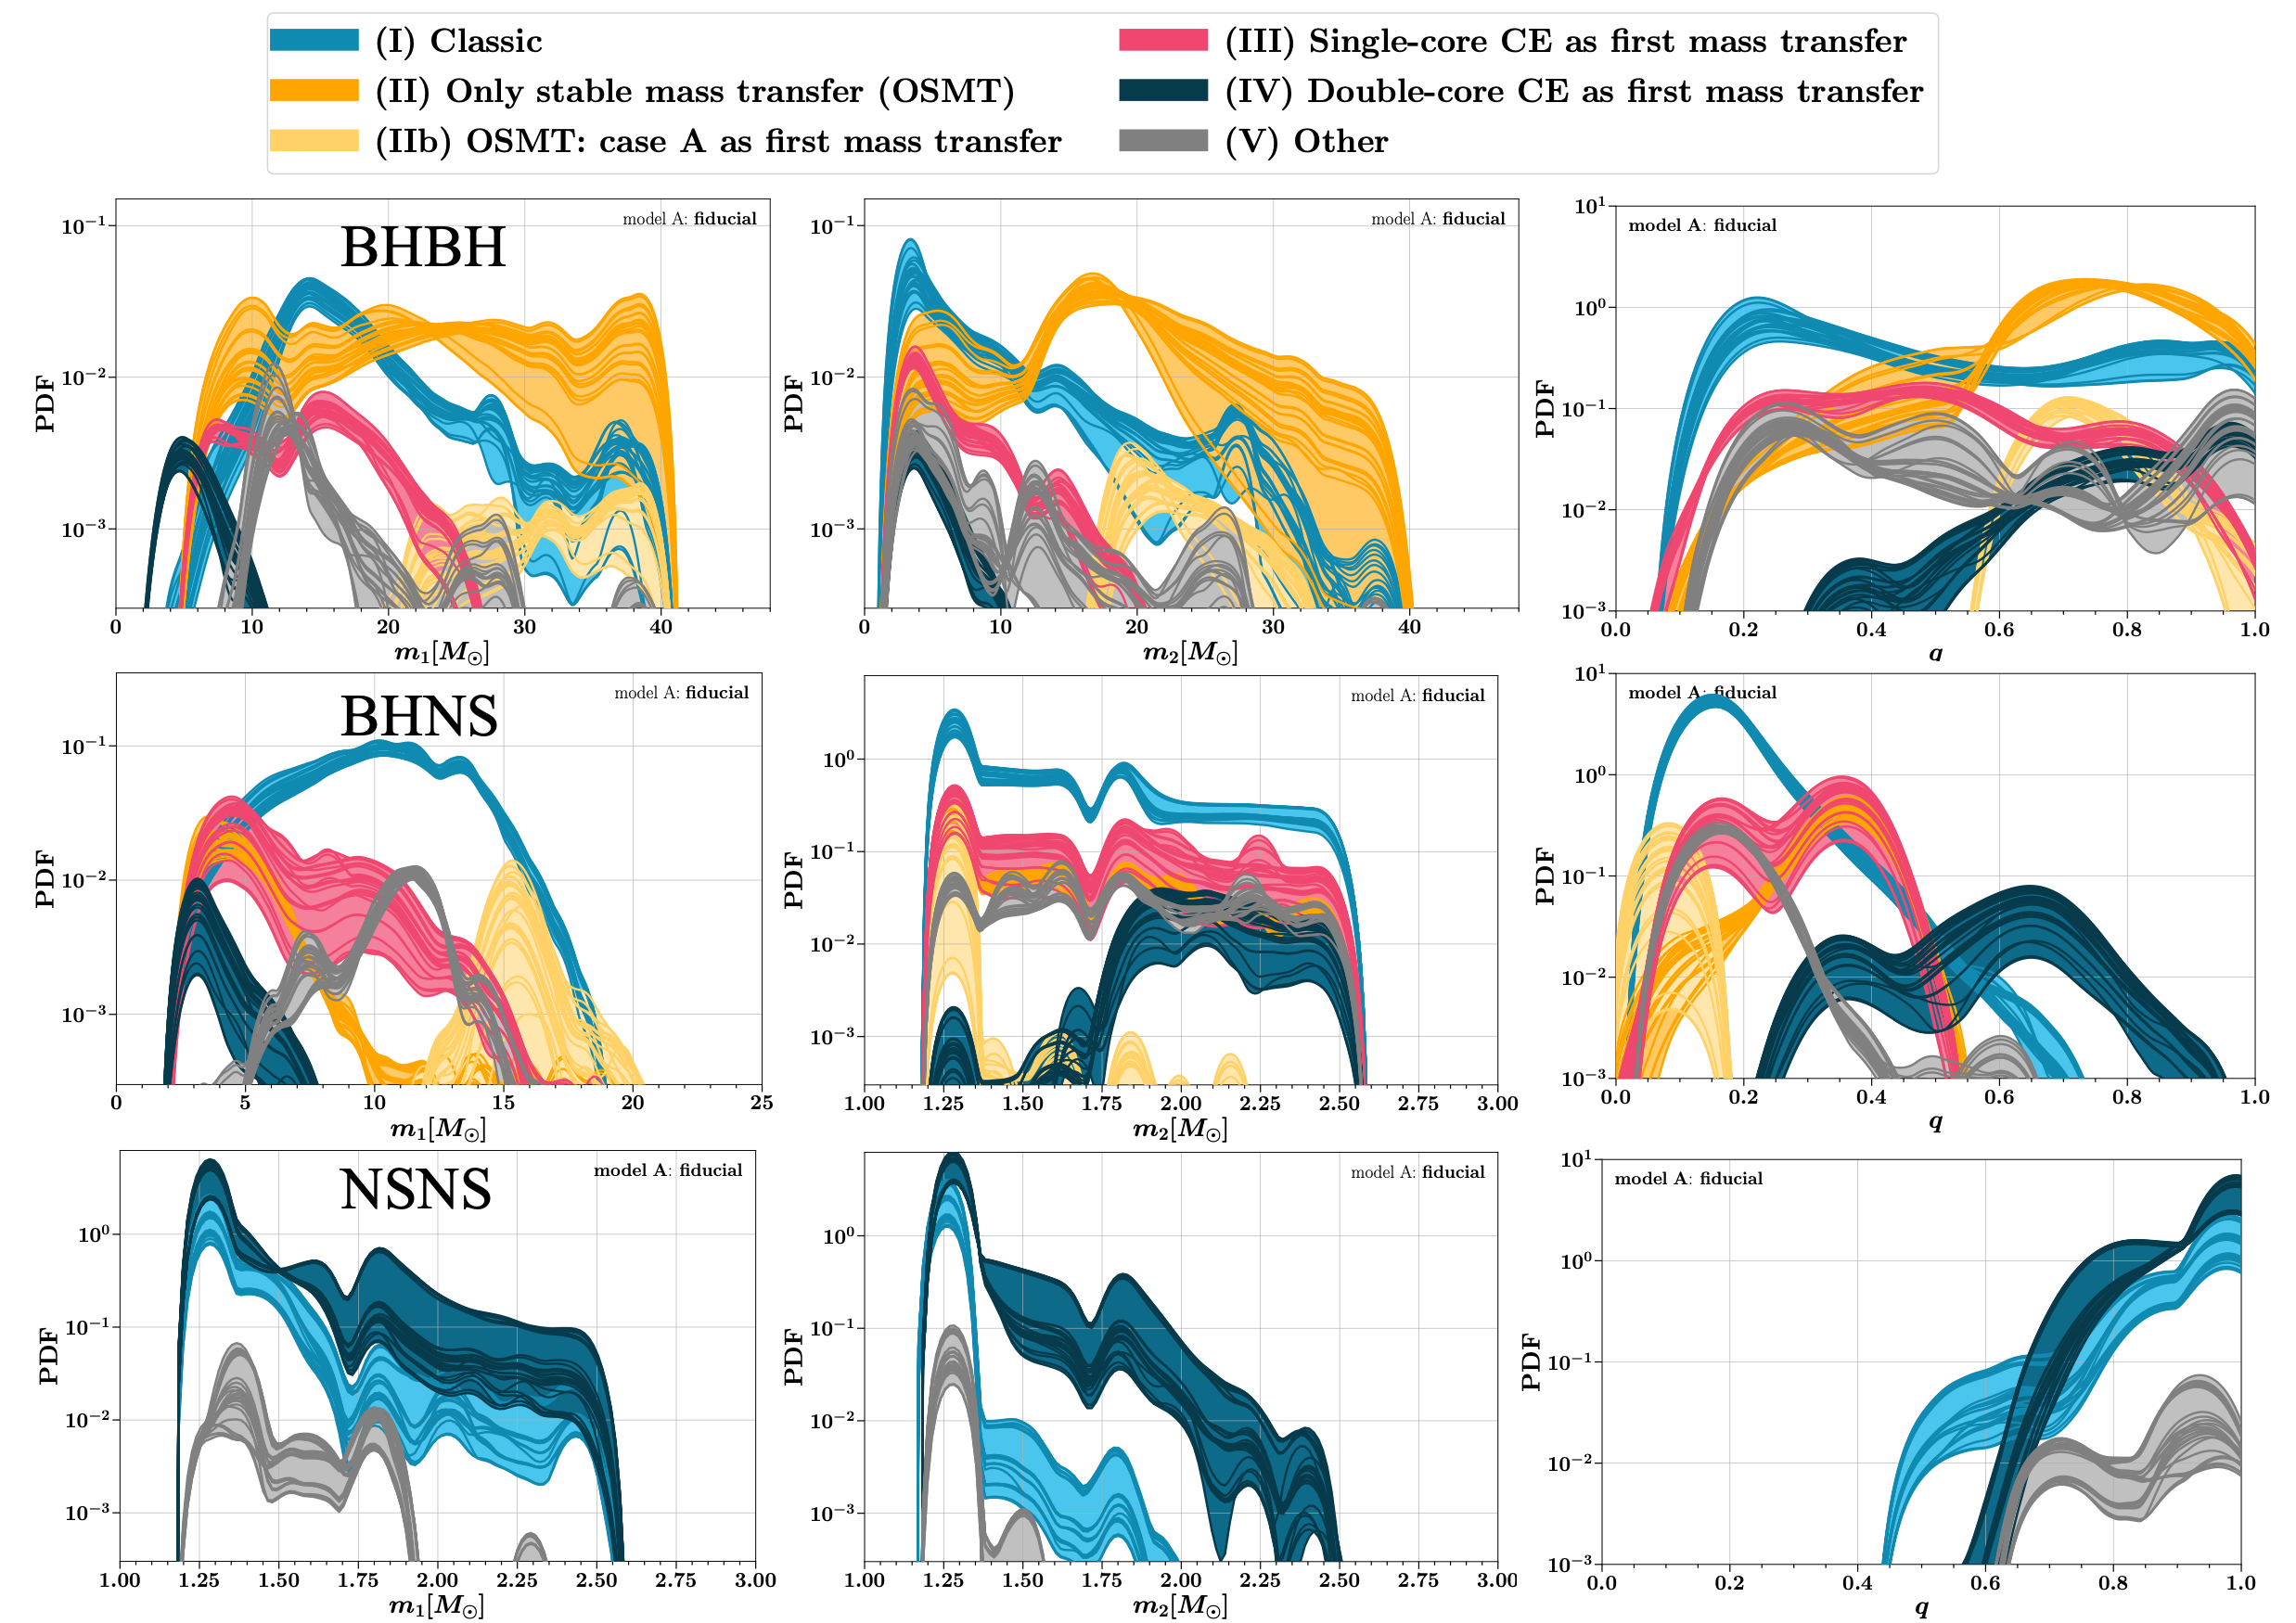 (I) Classic
(II) Only stable mass transfer (OSMT)
(IIb) OSMT: case A as first mass transfer
(III) Single-core CE as first mass transfer
(IV) Double-core CE as first mass transfer
(V) Other
BHBH
model A: fiducial
PDF
10⁻¹
10⁻²
10⁻³
0 10 20 30 40
m₁[M⊙]
model A: fiducial
PDF
10⁻¹
10⁻²
10⁻³
0 10 20 30 40
m₂[M⊙]
model A: fiducial
PDF
10¹
10⁰
10⁻¹
10⁻²
10⁻³
0.0 0.2 0.4 0.6 0.8 1.0
q
BHNS
model A: fiducial
PDF
10⁻¹
10⁻²
10⁻³
0 5 10 15 20 25
m₁[M⊙]
model A: fiducial
PDF
10⁰
10⁻¹
10⁻²
10⁻³
1.00 1.25 1.50 1.75 2.00 2.25 2.50 2.75 3.00
m₂[M⊙]
model A: fiducial
PDF
10¹
10⁰
10⁻¹
10⁻²
10⁻³
0.0 0.2 0.4 0.6 0.8 1.0
q
NSNS
model A: fiducial
PDF
10⁰
10⁻¹
10⁻²
10⁻³
1.00 1.25 1.50 1.75 2.00 2.25 2.50 2.75 3.00
m₁[M⊙]
model A: fiducial
PDF
10⁰
10⁻¹
10⁻²
10⁻³
1.00 1.25 1.50 1.75 2.00 2.25 2.50 2.75 3.00
m₂[M⊙]
model A: fiducial
PDF
10¹
10⁰
10⁻¹
10⁻²
10⁻³
0.0 0.2 0.4 0.6 0.8 1.0
q